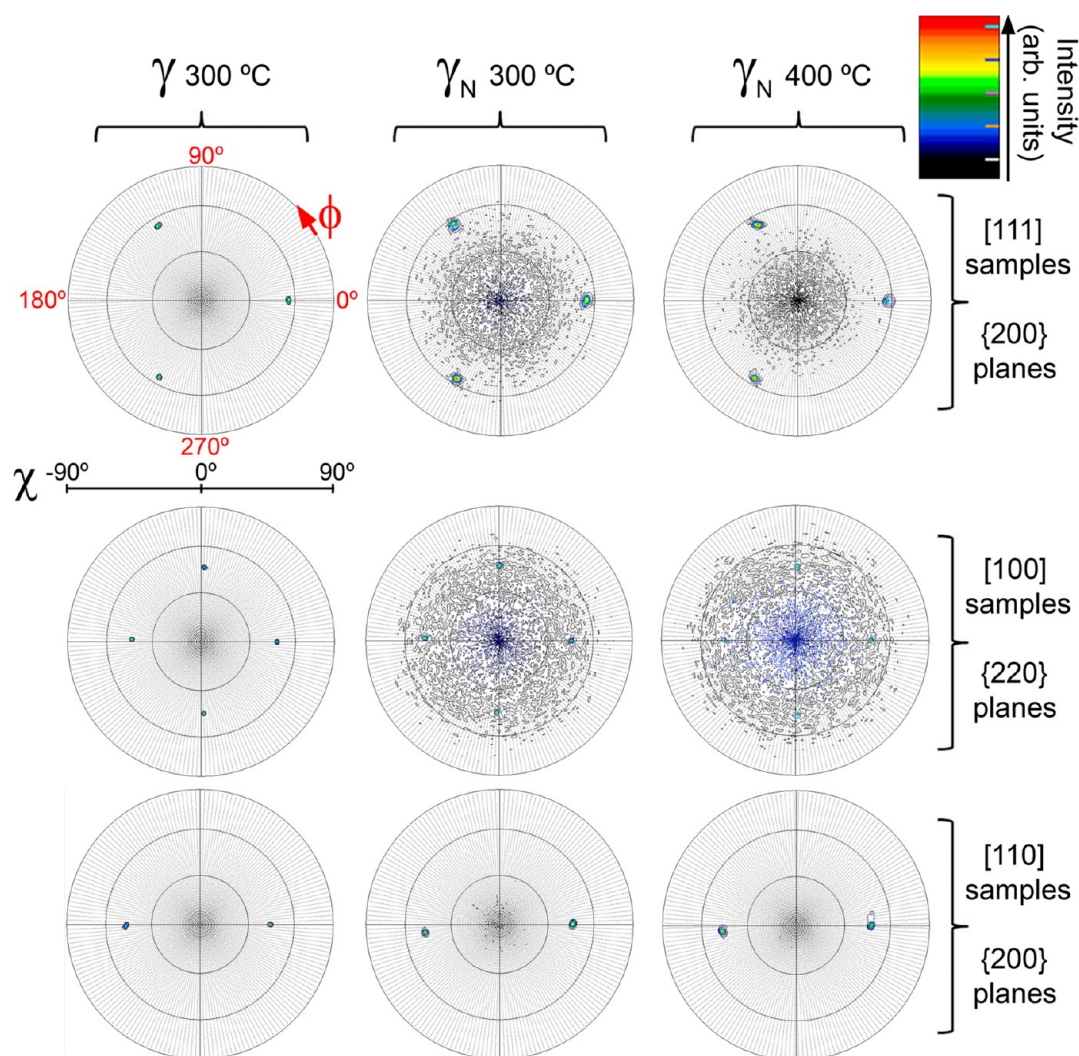 γ 300 ºC
γN 300 ºC
γN 400 ºC
Intensity
(arb. units)
90º
ϕ
180º
0º
270º
[111]
samples
{200}
planes
χ -90º 0º 90º
[100]
samples
{220}
planes
[110]
samples
{200}
planes